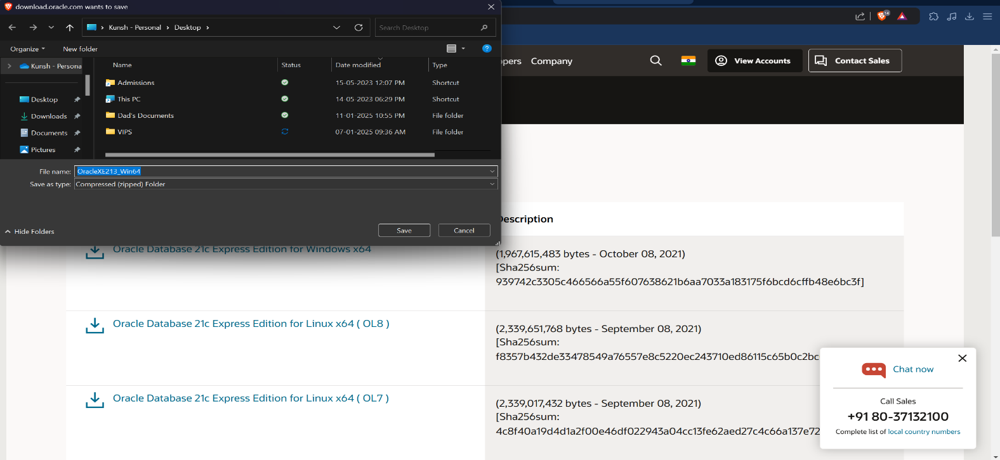 download.oracle.com wants to save
Kunsh - Personal > Desktop >
Search Desktop
14
Organize
New folder
?
Kunsh - Persona
Name
Status
Date modified
Type
Admissions
15-05-2023 12:07 PM
Shortcut
This PC
14-05-2023 06:29 PM
Shortcut
Desktop
Dad's Documents
11-01-2025 10:55 PM
File folder
Downloads
VIPS
07-01-2025 09:36 AM
File folder
Documents
Pictures
File name: OracleXE213_Win64
Save as type: Compressed (zipped) Folder
Hide Folders
Save
Cancel
opers
Company
View Accounts
Contact Sales
Description
Oracle Database 21c Express Edition for Windows x64
(1,967,615,483 bytes - October 08, 2021)
[Sha256sum:
939742c3305c466566a55f607638621b6aa7033a183175f6bcd6cffb48e6bc3f]
Oracle Database 21c Express Edition for Linux x64 ( OL8 )
(2,339,651,768 bytes - September 08, 2021)
[Sha256sum:
f8357b432de33478549a76557e8c5220ec243710ed86115c65b0c2bc
Oracle Database 21c Express Edition for Linux x64 ( OL7 )
(2,339,017,432 bytes - September 08, 2021)
[Sha256sum:
4c8f40a19d4d1a2f00e46df022943a04cc13fe62aed27c4c66a137e72
Chat now
Call Sales
+91 80-37132100
Complete list of local country numbers